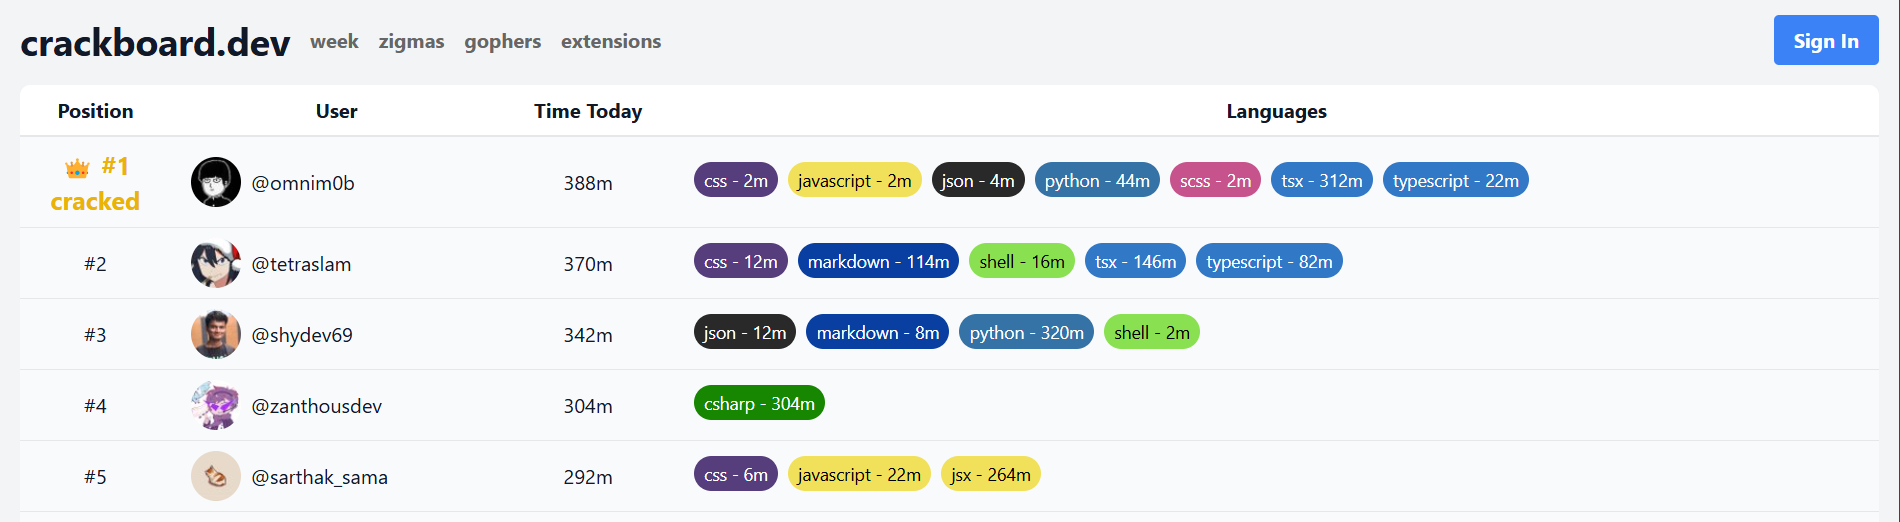 crackboard.dev week zigmas gophers extensions Sign In
Position User Time Today Languages
#1 cracked @omnim0b 388m css - 2m javascript - 2m json - 4m python - 44m scss - 2m tsx - 312m typescript - 22m
#2 @tetraslam 370m css - 12m markdown - 114m shell - 16m tsx - 146m typescript - 82m
#3 @shydev69 342m json - 12m markdown - 8m python - 320m shell - 2m
#4 @zanthousdev 304m csharp - 304m
#5 @sarthak_sama 292m css - 6m javascript - 22m jsx - 264m